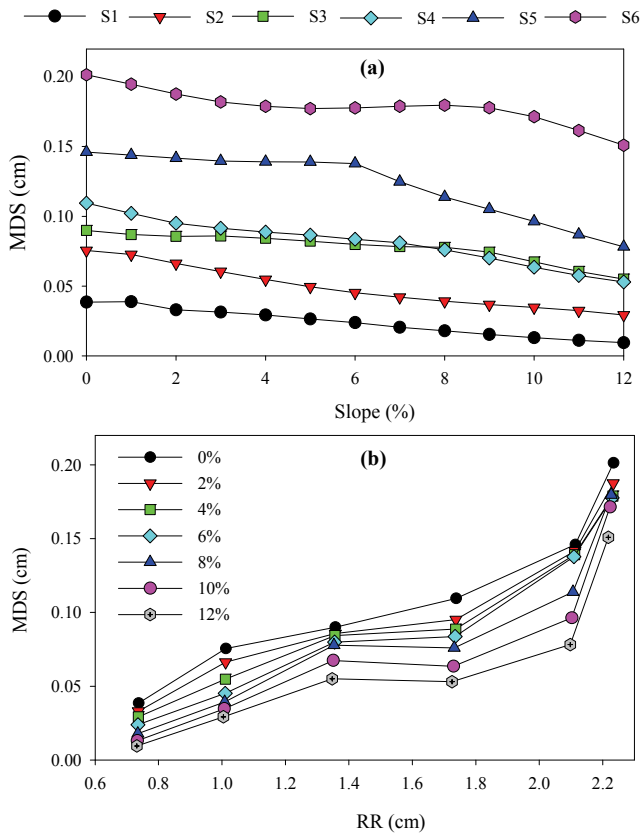 S1 S2 S3 S4 S5 S6
(a)
0.20
0.15
0.10
0.05
0.00
MDS (cm)
0 2 4 6 8 10 12
Slope (%)
(b)
0%
2%
4%
6%
8%
10%
12%
0.20
0.15
0.10
0.05
0.00
MDS (cm)
0.6 0.8 1.0 1.2 1.4 1.6 1.8 2.0 2.2
RR (cm)